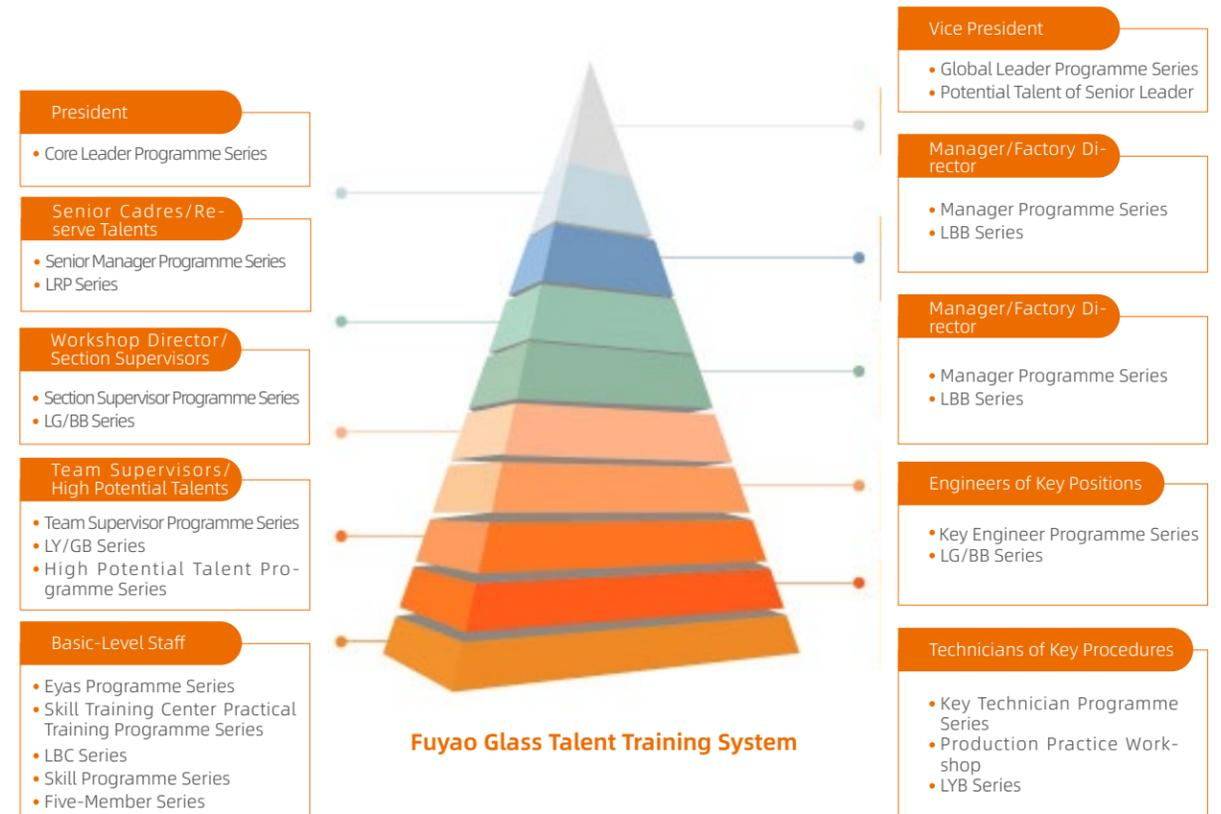 President
• Core Leader Programme Series
Senior Cadres/Re-
serve Talents
• Senior Manager Programme Series
• LRP Series
Workshop Director/
Section Supervisors
• Section Supervisor Programme Series
• LG/BB Series
Team Supervisors/
High Potential Talents
• Team Supervisor Programme Series
• LY/GB Series
• High Potential Talent Pro-
gramme Series
Basic-Level Staff
• Eyas Programme Series
• Skill Training Center Practical
Training Programme Series
• LBC Series
• Skill Programme Series
• Five-Member Series
Fuyao Glass Talent Training System
Vice President
• Global Leader Programme Series
• Potential Talent of Senior Leader
Manager/Factory Di-
rector
• Manager Programme Series
• LBB Series
Manager/Factory Di-
rector
• Manager Programme Series
• LBB Series
Engineers of Key Positions
• Key Engineer Programme Series
• LG/BB Series
Technicians of Key Procedures
• Key Technician Programme
Series
• Production Practice Work-
shop
• LYB Series